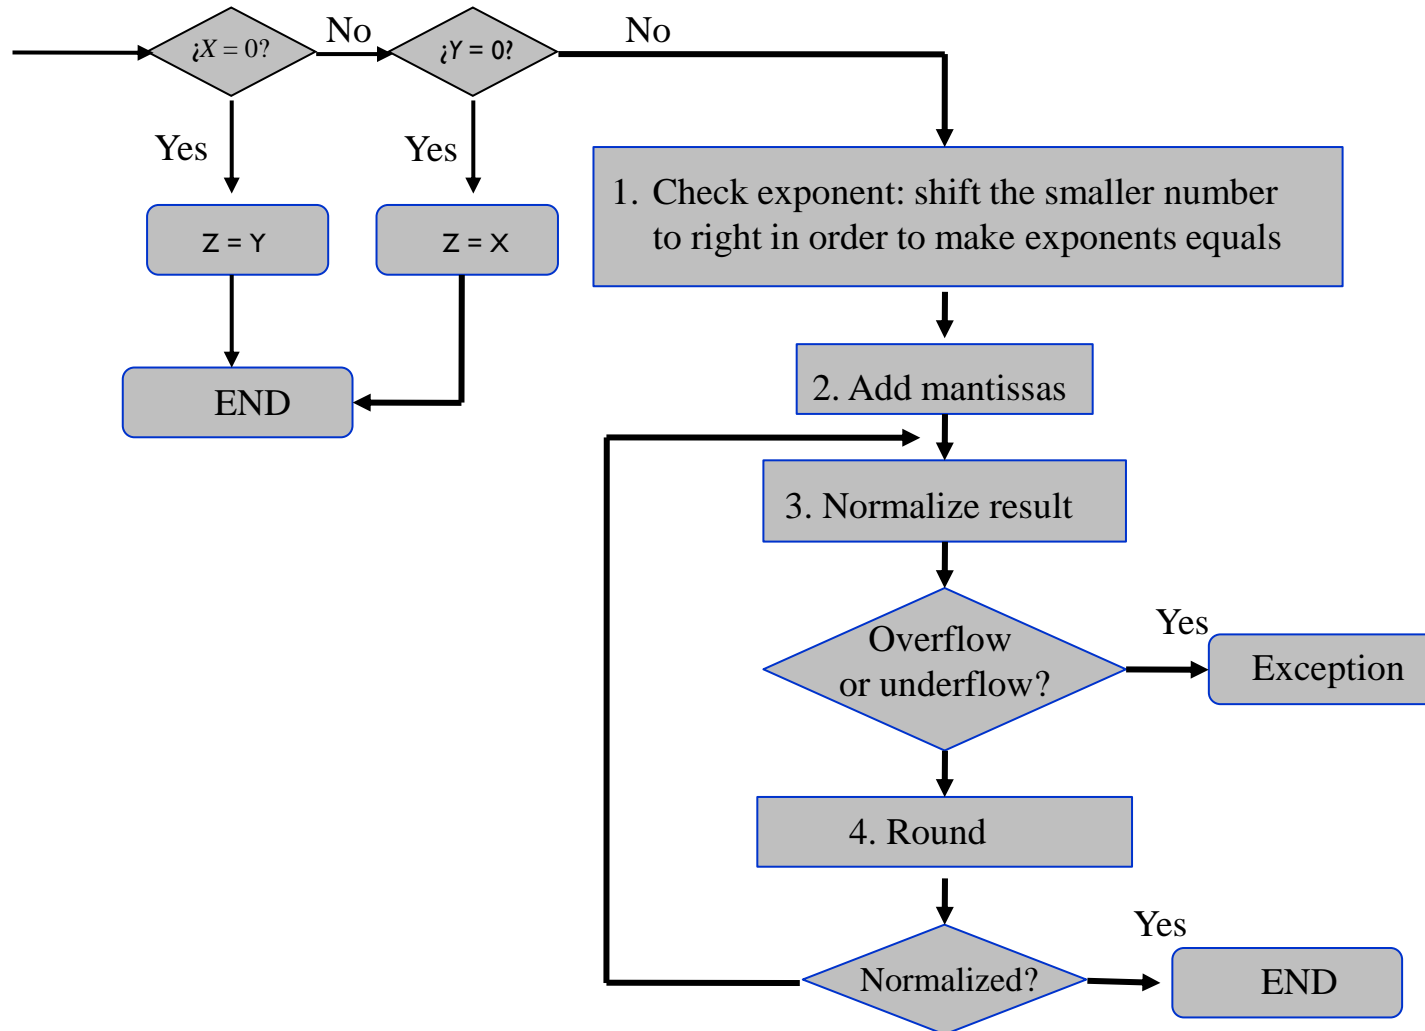 ¿X = 0?
No
¿Y = 0?
No
Yes
Yes
Z = Y
Z = X
END
1. Check exponent: shift the smaller number
to right in order to make exponents equals
2. Add mantissas
3. Normalize result
Overflow
or underflow?
Yes
Exception
4. Round
Normalized?
Yes
END